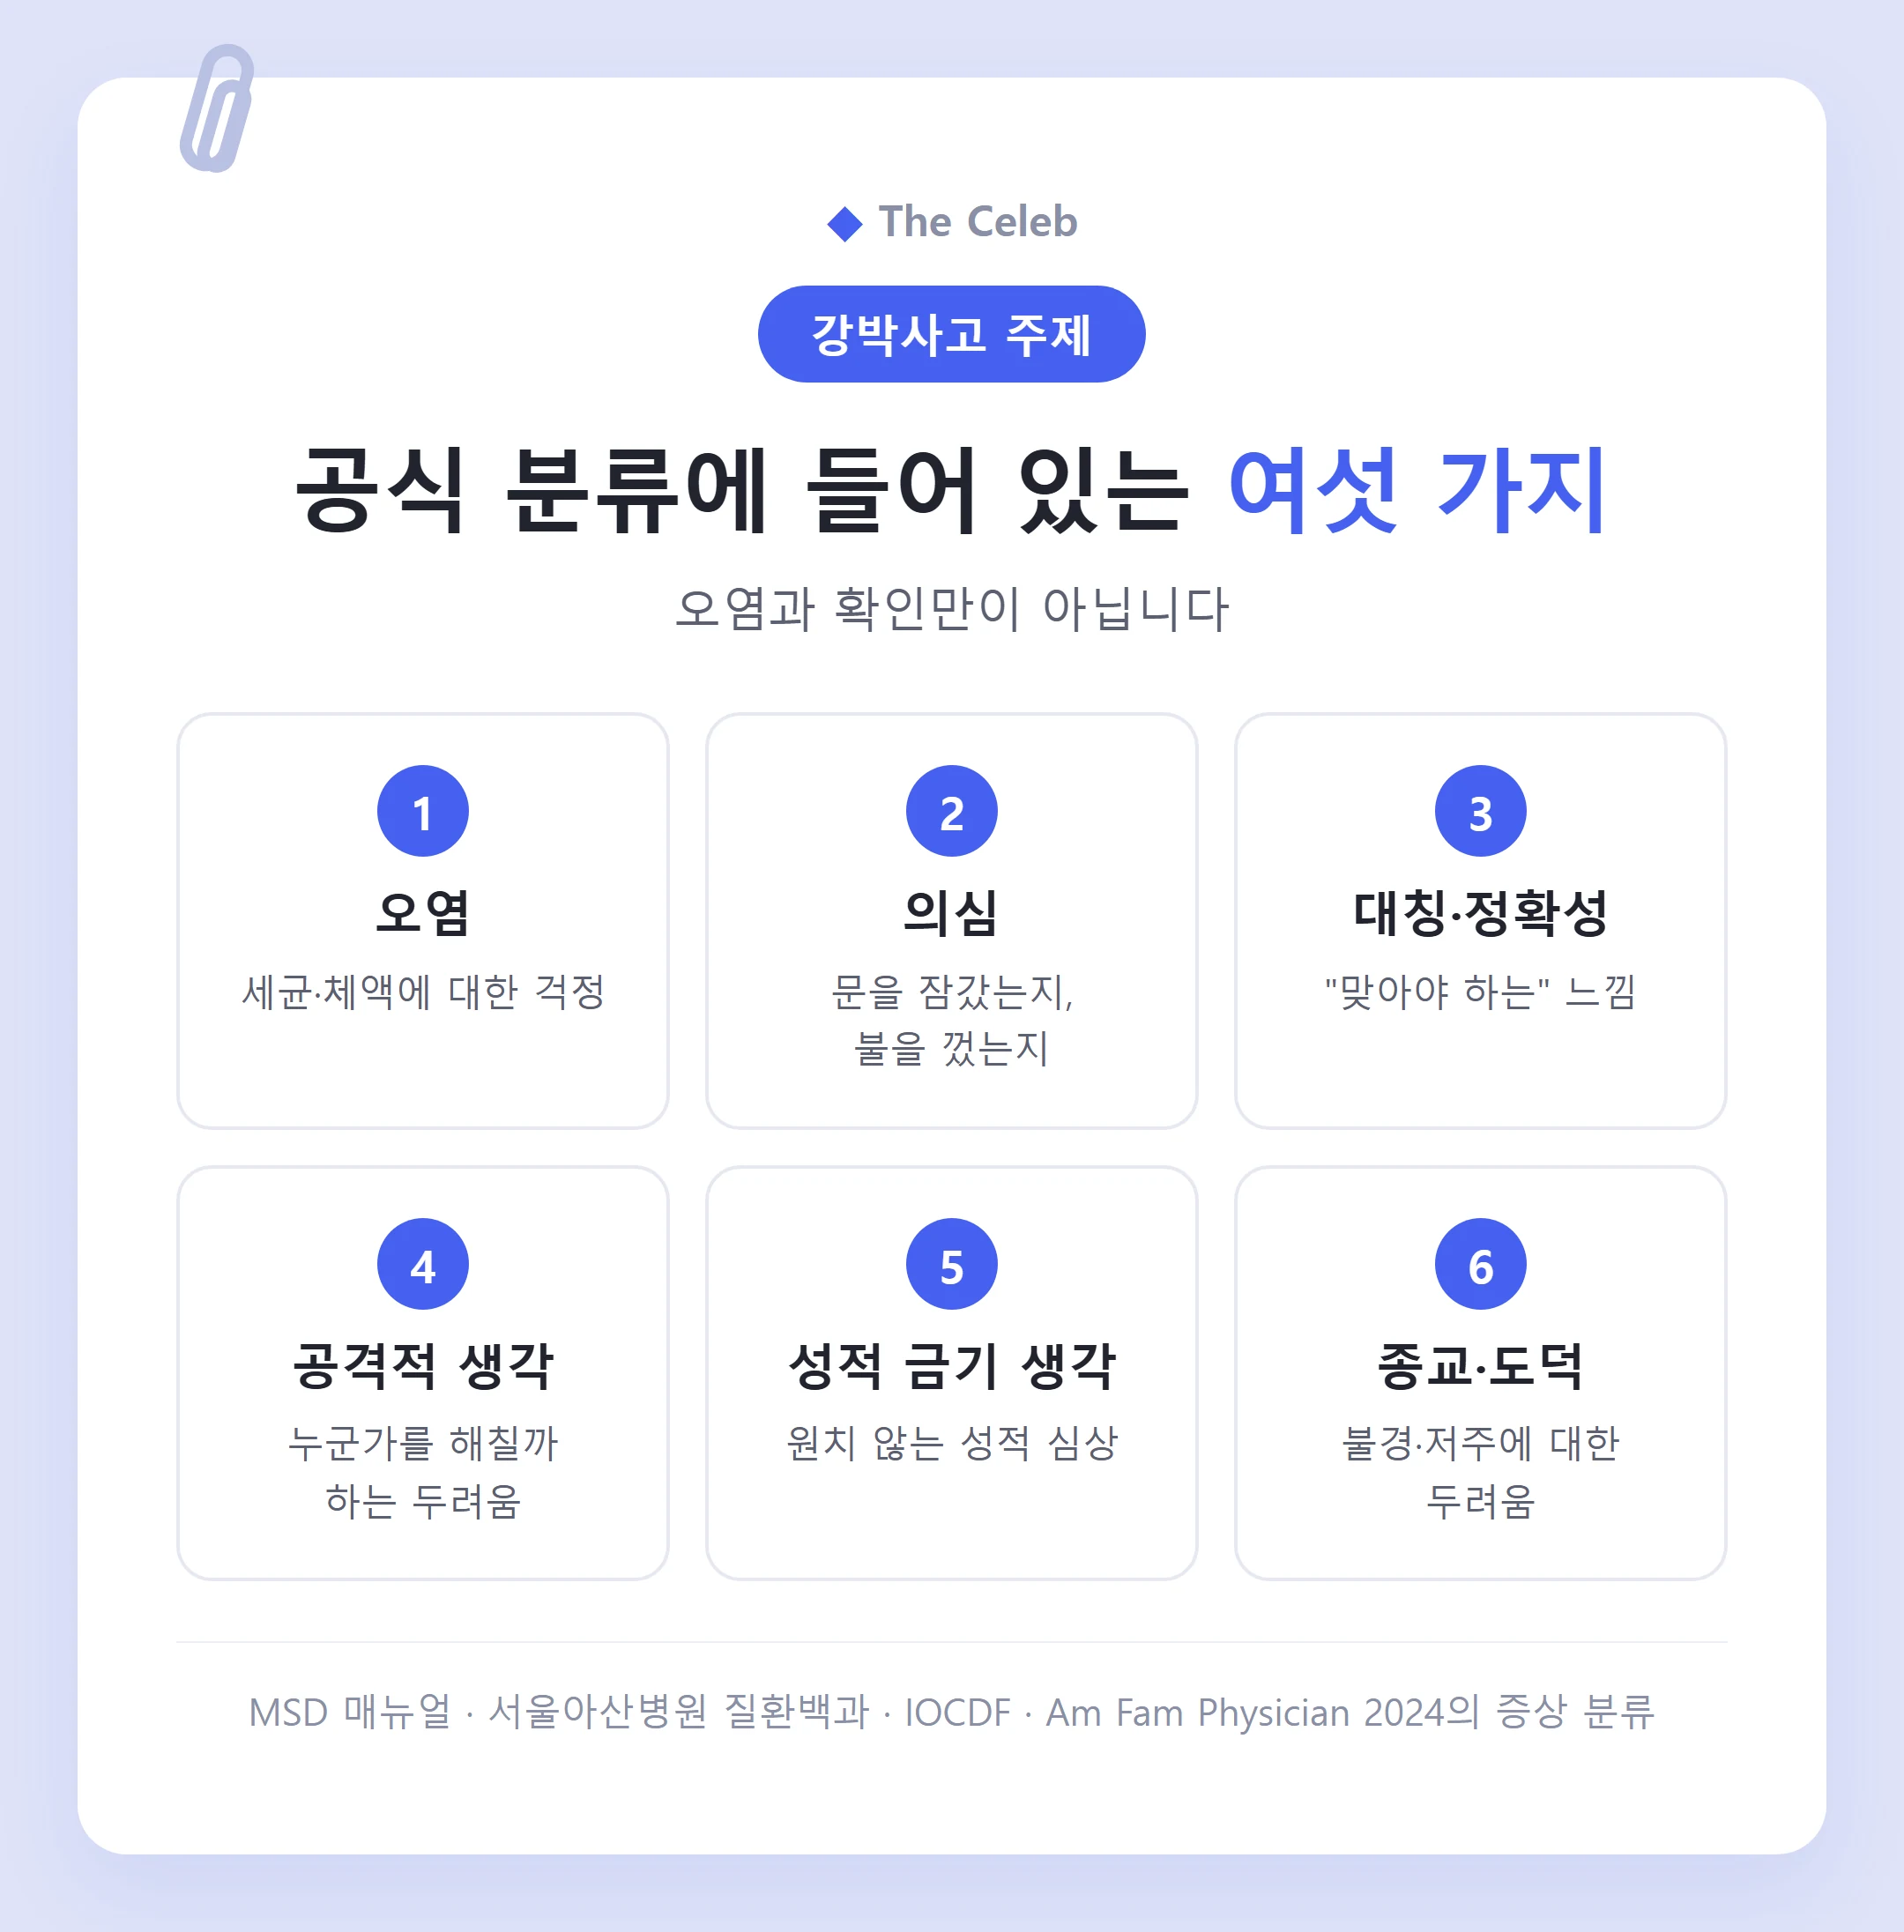 The Celeb
강박사고 주제
공식 분류에 들어 있는 여섯 가지
오염과 확인만이 아닙니다
1
오염
세균·체액에 대한 걱정
2
의심
문을 잠갔는지,
불을 껐는지
3
대칭·정확성
"맞아야 하는" 느낌
4
공격적 생각
누군가를 해칠까
하는 두려움
5
성적 금기 생각
원치 않는 성적 심상
6
종교·도덕
불경·저주에 대한
두려움
MSD 매뉴얼 · 서울아산병원 질환백과 · IOCDF · Am Fam Physician 2024의 증상 분류